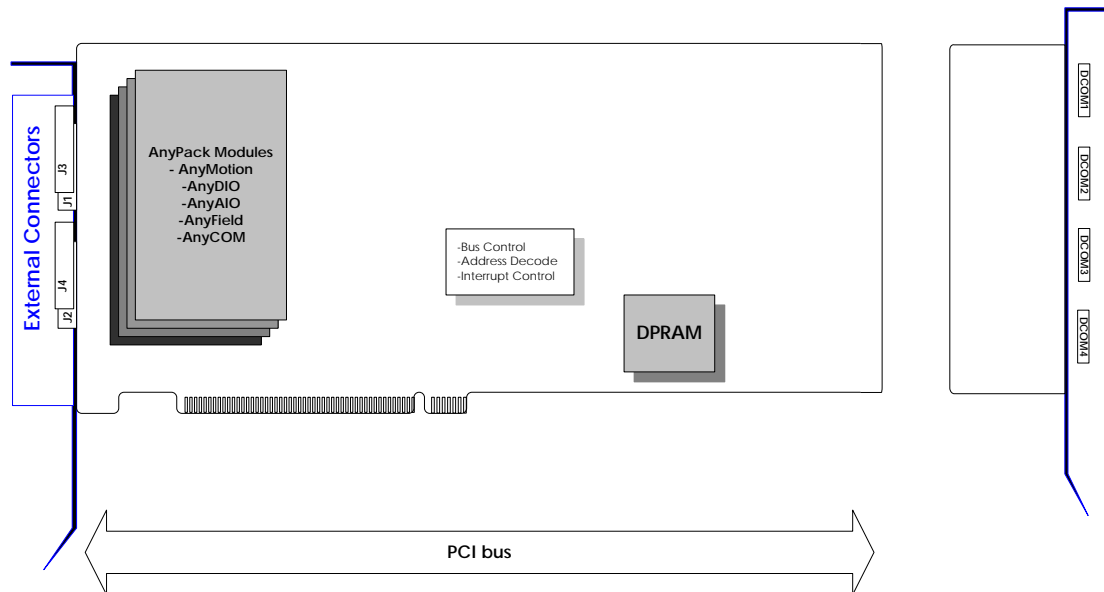 External Connectors
J3
J1
J4
J2
AnyPack Modules
- AnyMotion
-AnyDIO
-AnyAIO
-AnyField
-AnyCOM
-Bus Control
-Address Decode
-Interrupt Control
DPRAM
DCOM1
DCOM2
DCOM3
DCOM4
PCI bus